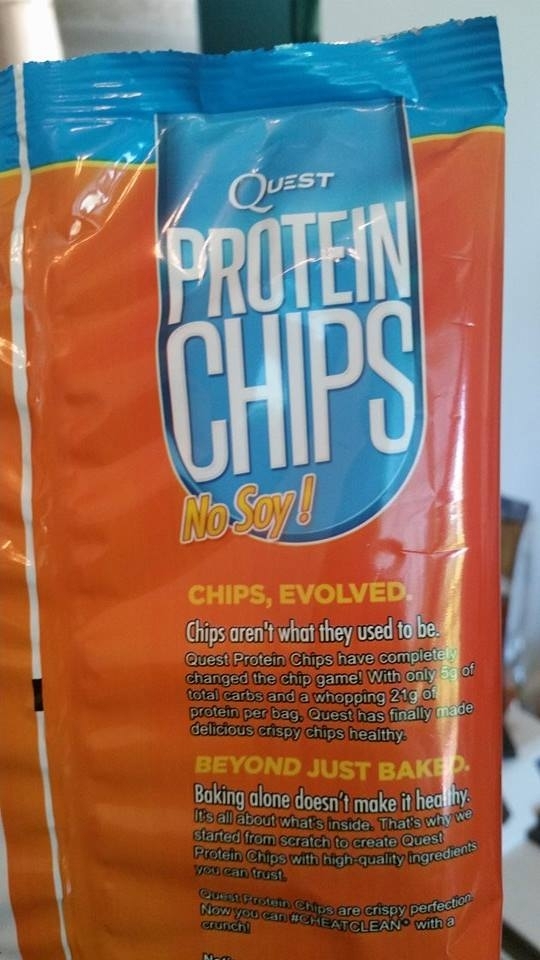 QUEST
PROTEIN
CHIPS
No Soy!
CHIPS, EVOLVED.
Chips aren't what they used to be.
Quest Protein Chips have completely
changed the chip game! With only 5g of
total carbs and a whopping 21g of
protein per bag, Quest has finally made
delicious crispy chips healthy.
BEYOND JUST BAKED.
Baking alone doesn't make it healthy.
It's all about what's inside. That's why we
started from scratch to create Quest
Protein Chips with high-quality ingredients
you can trust.
Quest Protein Chips are crispy perfection.
Now you can #CHEATCLEAN® with a
crunch!